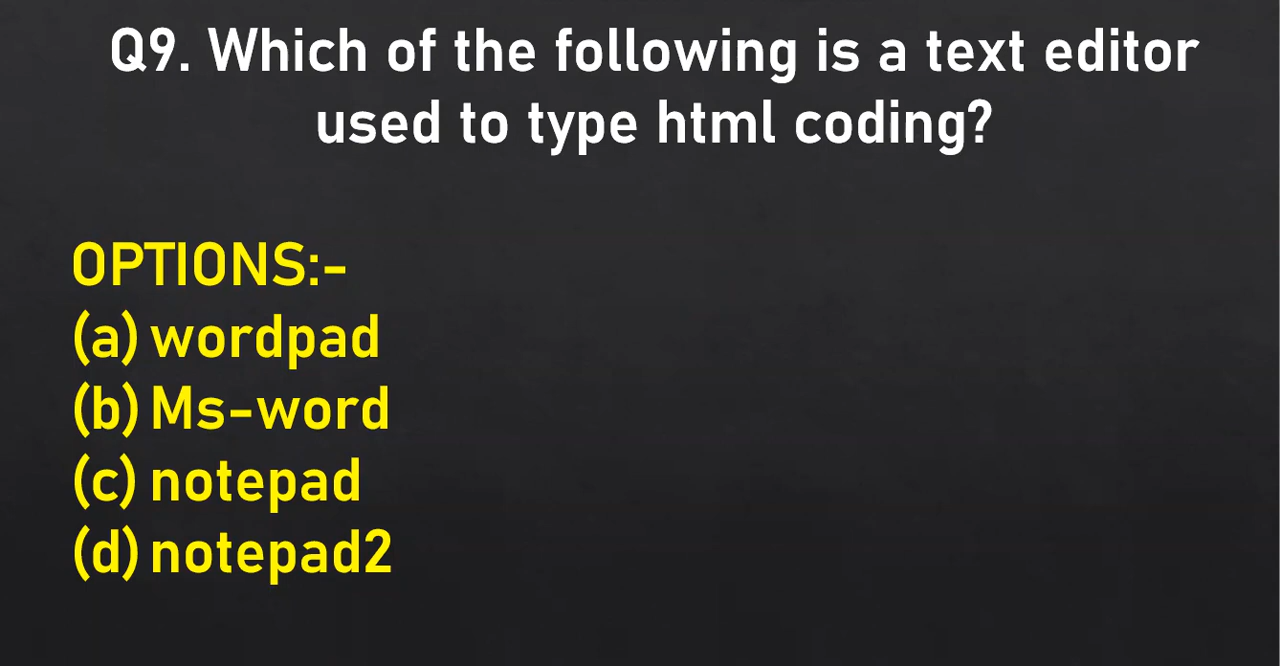 Q9. Which of the following is a text editor
used to type html coding?
OPTIONS:-
(a) wordpad
(b) Ms-word
(c) notepad
(d) notepad2